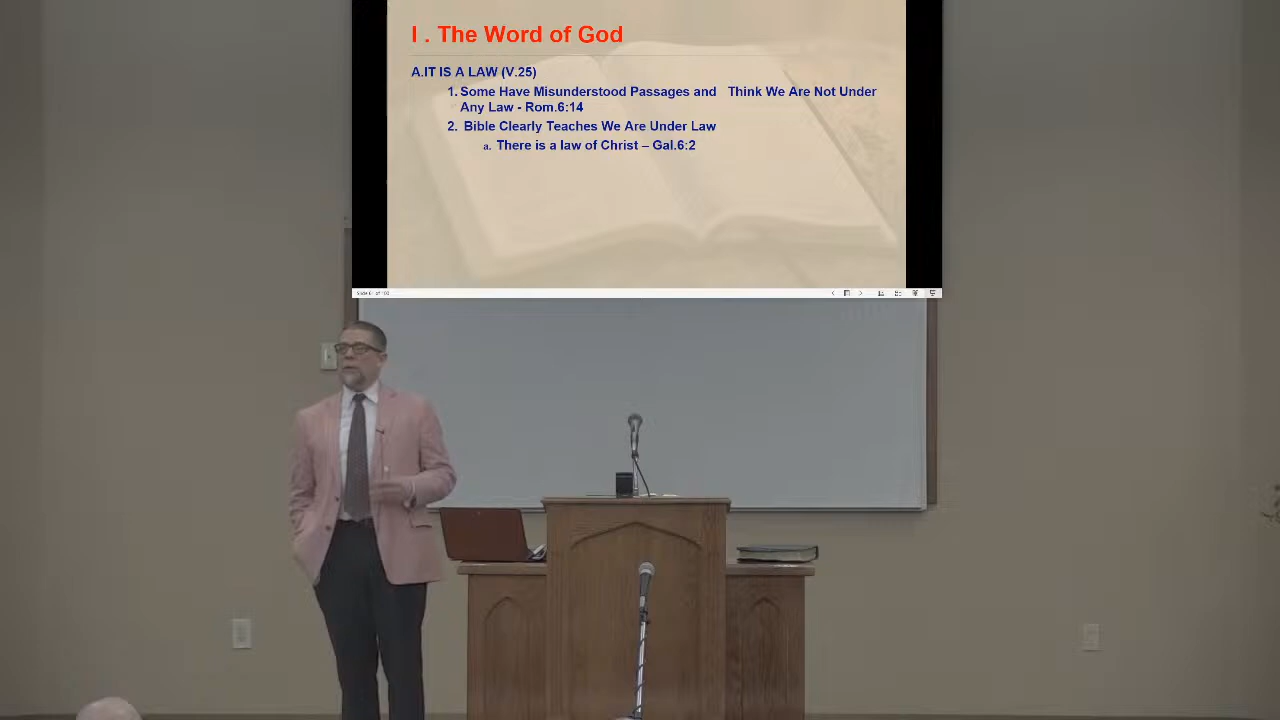 I . The Word of God
A.IT IS A LAW (V.25)
1. Some Have Misunderstood Passages and Think We Are Not Under
Any Law - Rom.6:14
2. Bible Clearly Teaches We Are Under Law
a. There is a law of Christ – Gal.6:2